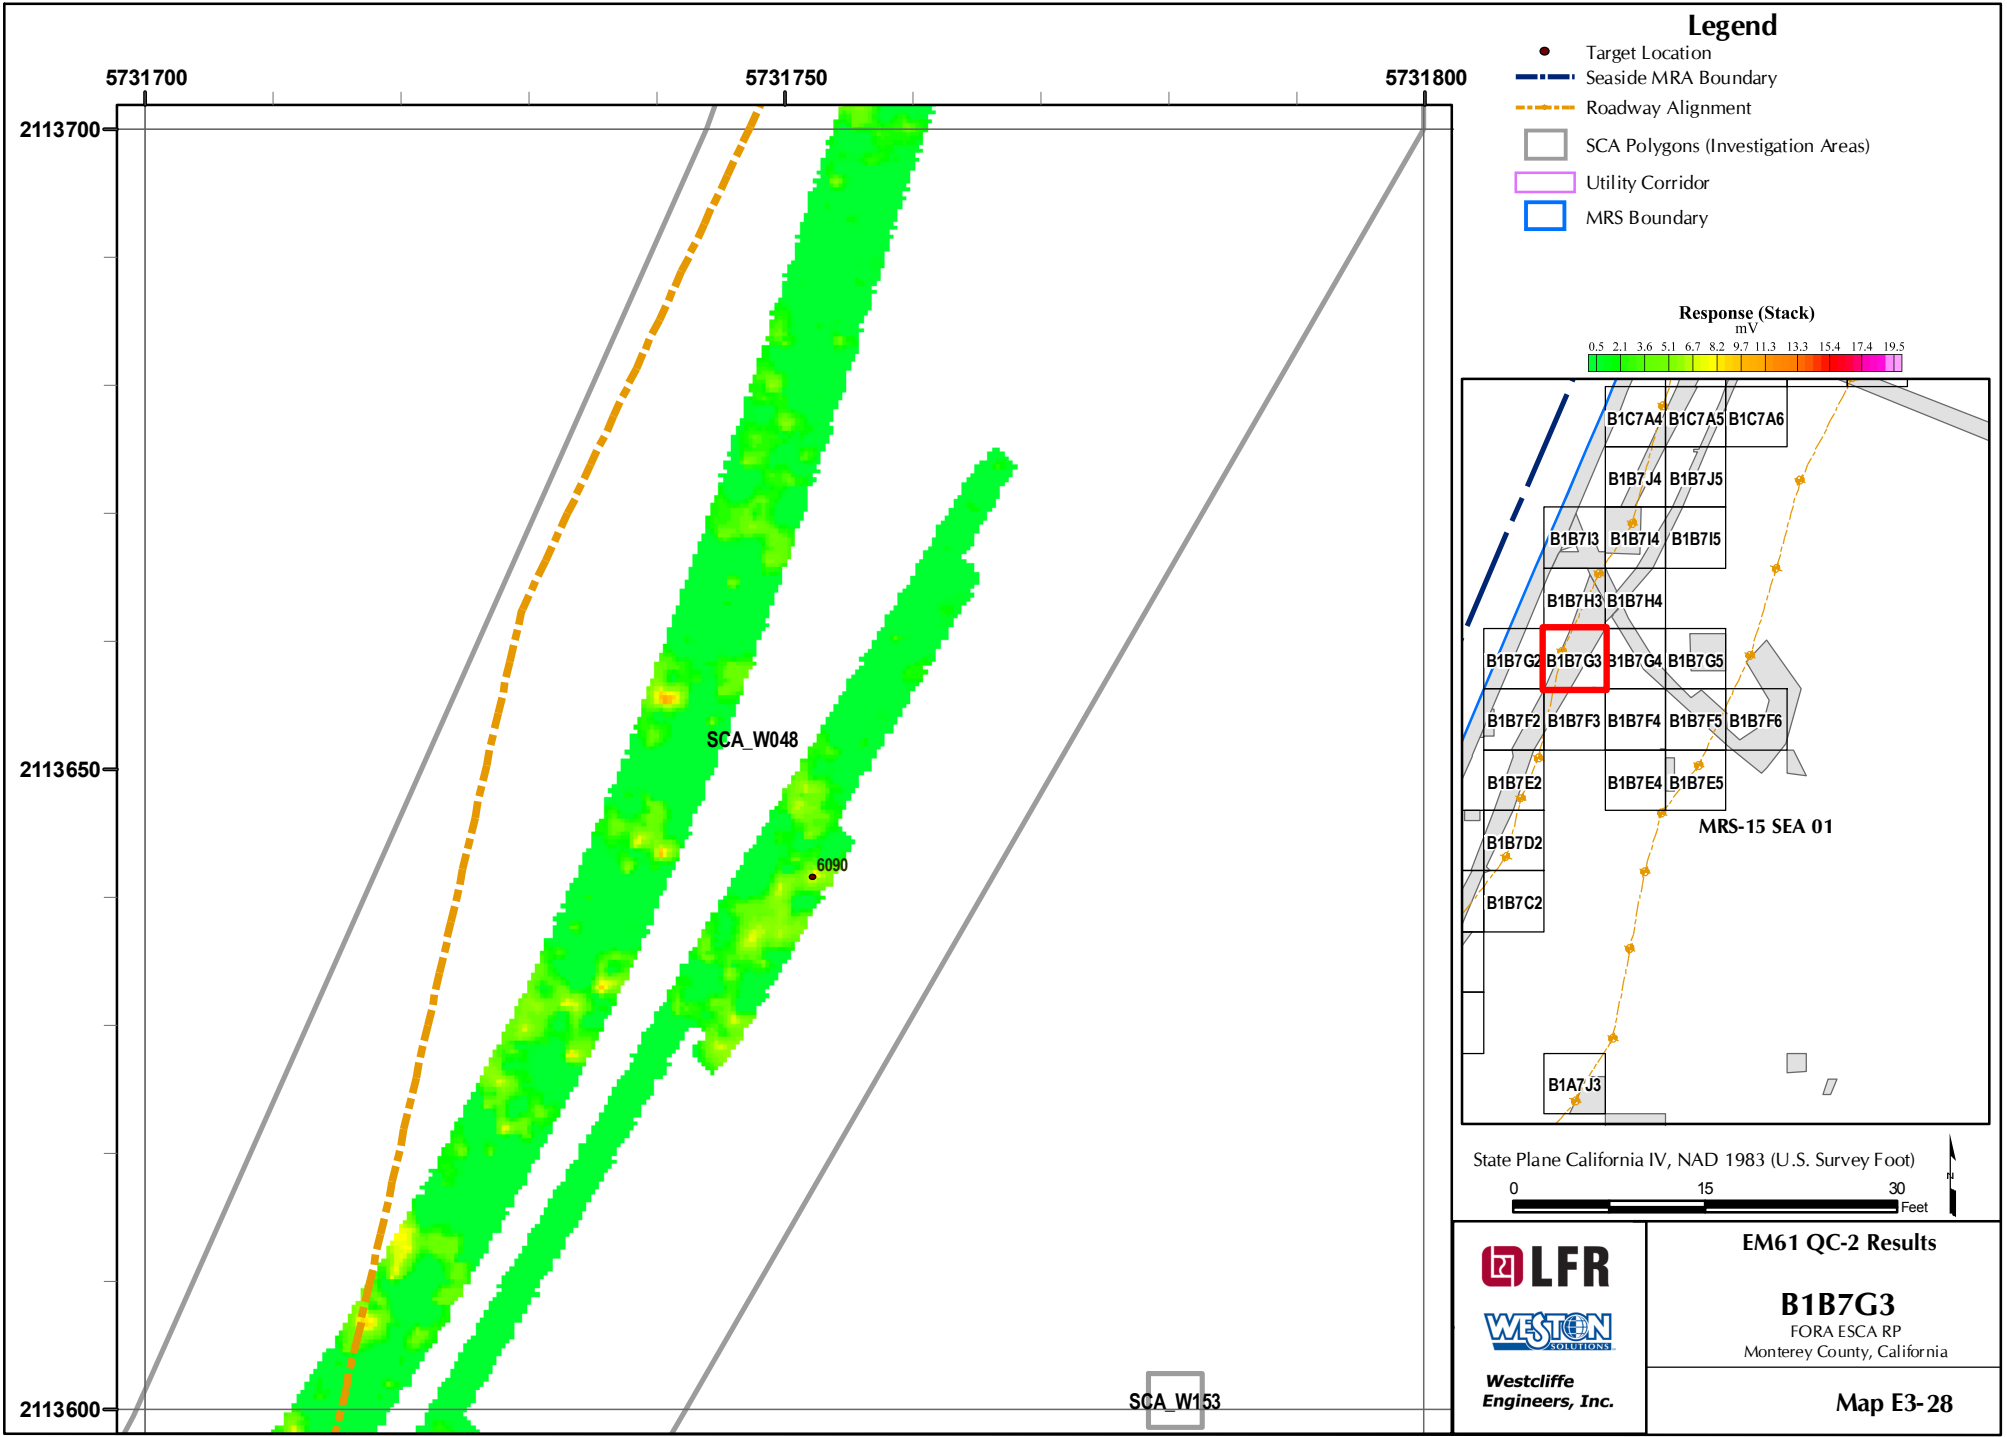 5731700
5731750
5731800
2113700
2113650
2113600
SCA_W048
6090
SCA_W153
Legend
Target Location
Seaside MRA Boundary
Roadway Alignment
SCA Polygons (Investigation Areas)
Utility Corridor
MRS Boundary
Response (Stack)
mV
0.5 2.1 3.6 5.1 6.7 8.2 9.7 11.3 13.3 15.4 17.4 19.5
B1C7A4 B1C7A5 B1C7A6
B1B7J4 B1B7J5
B1B7I3 B1B7I4 B1B7I5
B1B7H3 B1B7H4
B1B7G2 B1B7G3 B1B7G4 B1B7G5
B1B7F2 B1B7F3 B1B7F4 B1B7F5 B1B7F6
B1B7E2 B1B7E4 B1B7E5
MRS-15 SEA 01
B1B7D2
B1B7C2
B1A7J3
State Plane California IV, NAD 1983 (U.S. Survey Foot)
N
0 15 30
Feet
LFR
WESTON
SOLUTIONS
Westcliffe
Engineers, Inc.
EM61 QC-2 Results
B1B7G3
FORA ESCA RP
Monterey County, California
Map E3-28